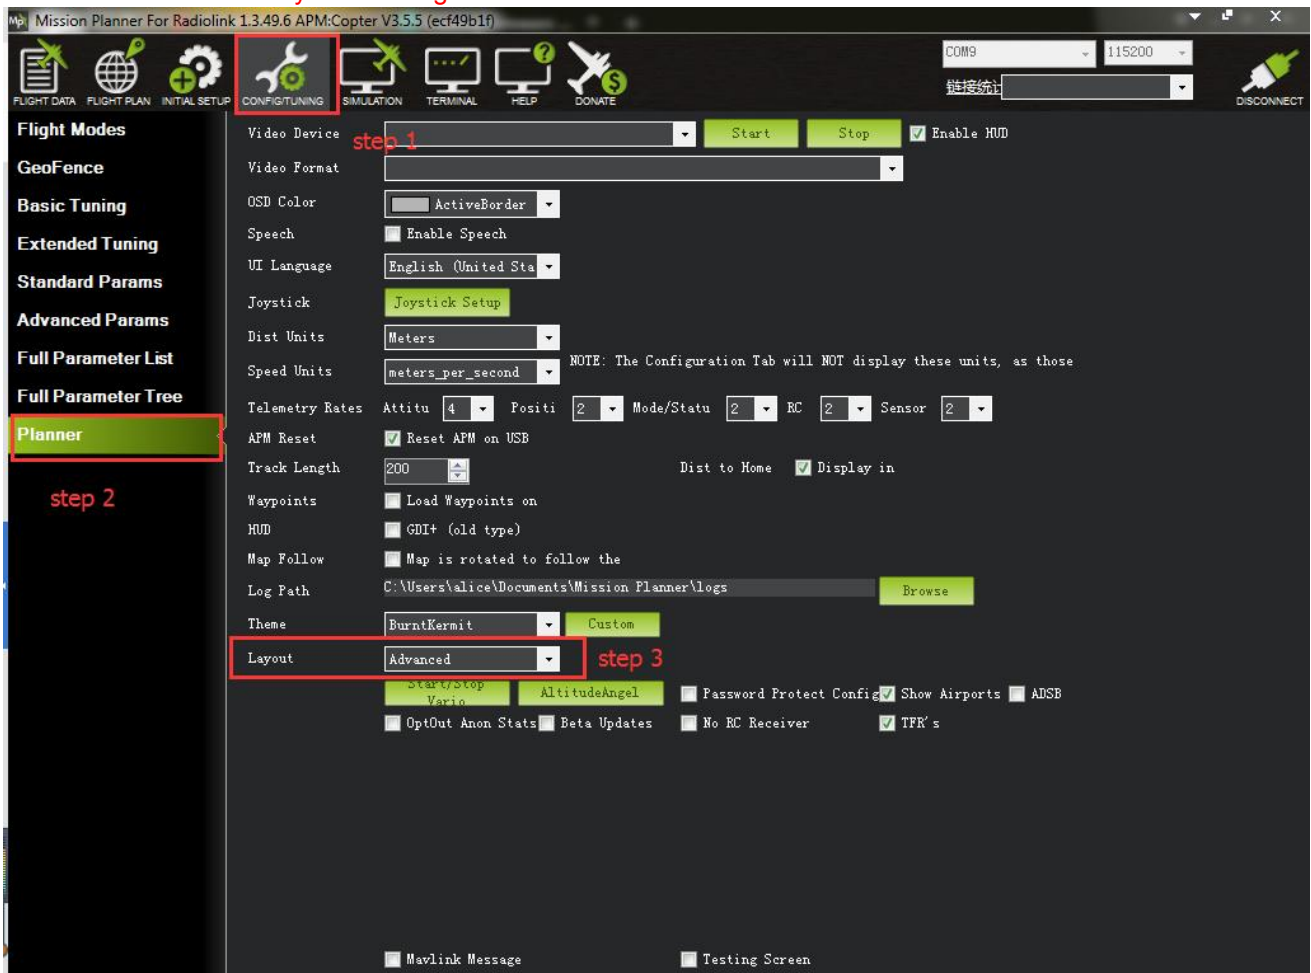 Mission Planner For Radiolink 1.3.49.6 APM:Copter V3.5.5 (ecf49b1f)
FLIGHT DATA FLIGHT PLAN INITIAL SETUP CONFIG/TUNING SIMULATION TERMINAL HELP DONATE
COM9 115200
链接统计
DISCONNECT
step 1
Flight Modes
GeoFence
Basic Tuning
Extended Tuning
Standard Params
Advanced Params
Full Parameter List
Full Parameter Tree
Planner
step 2
Video Device Start Stop Enable HUD
Video Format
OSD Color ActiveBorder
Speech Enable Speech
UI Language English (United Sta
Joystick Joystick Setup
Dist Units Meters
NOTE: The Configuration Tab will NOT display these units, as those
Speed Units meters_per_second
Telemetry Rates Attitu 4 Positi 2 Mode/Statu 2 RC 2 Sensor 2
APM Reset Reset APM on USB
Track Length 200 Dist to Home Display in
Waypoints Load Waypoints on
HUD GDI+ (old type)
Map Follow Map is rotated to follow the
Log Path C:\Users\alice\Documents\Mission Planner\logs Browse
Theme BurntKermit Custom
Layout Advanced step 3
Start/Stop Vario AltitudeAngel Password Protect Config Show Airports ADSB
OptOut Anon Stats Beta Updates No RC Receiver TFR's
Mavlink Message Testing Screen